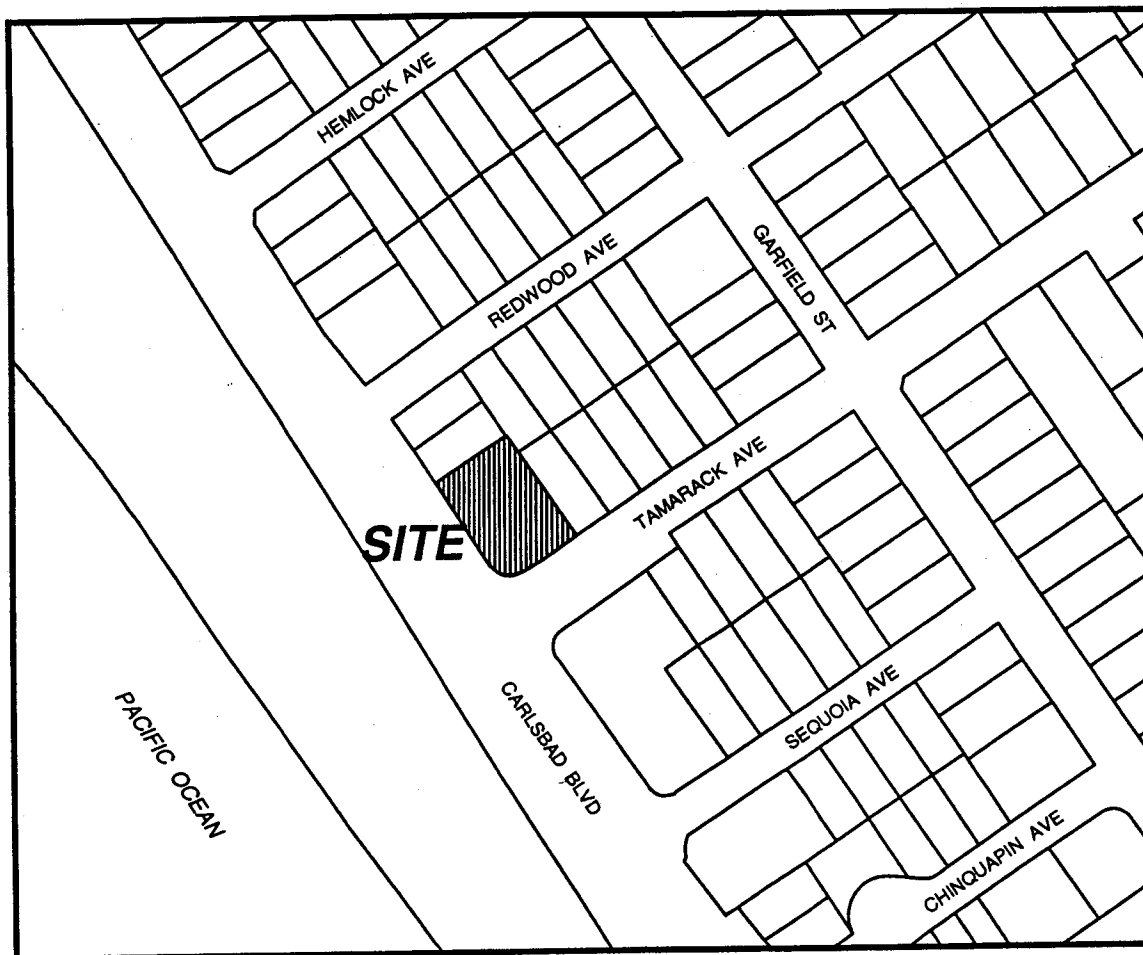 HEMLOCK AVE
REDWOOD AVE
GARFIELD ST
TAMARACK AVE
SITE
SEQUOIA AVE
CARLSBAD BLVD
PACIFIC OCEAN
CHINQUAPIN AVE